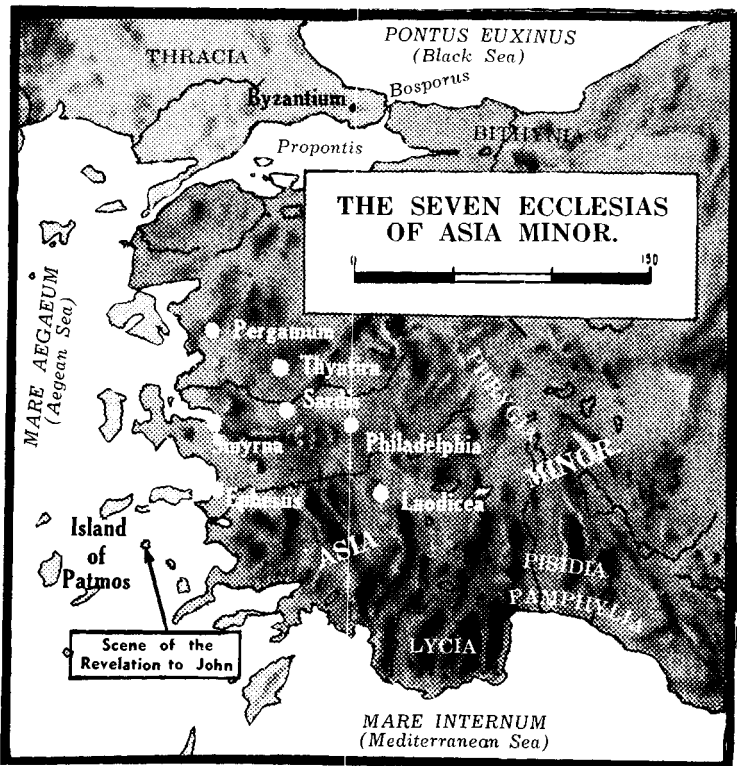 PONTUS EUXINUS
(Black Sea)
THRACIA
Bosporus
Byzantium
BITHYNIA
Propontis
THE SEVEN ECCLESIAS
OF ASIA MINOR.
0 150
MARE AEGAEUM
(Aegean Sea)
Pergamum
Thyatira
PHRYGIA
Sardis
Smyrna
Philadelphia
MINOR
Ephesus
Laodicea
Island
of
Patmos
ASIA
PISIDIA
PAMPHYLIA
Scene of the
Revelation to John
LYCIA
MARE INTERNUM
(Mediterranean Sea)